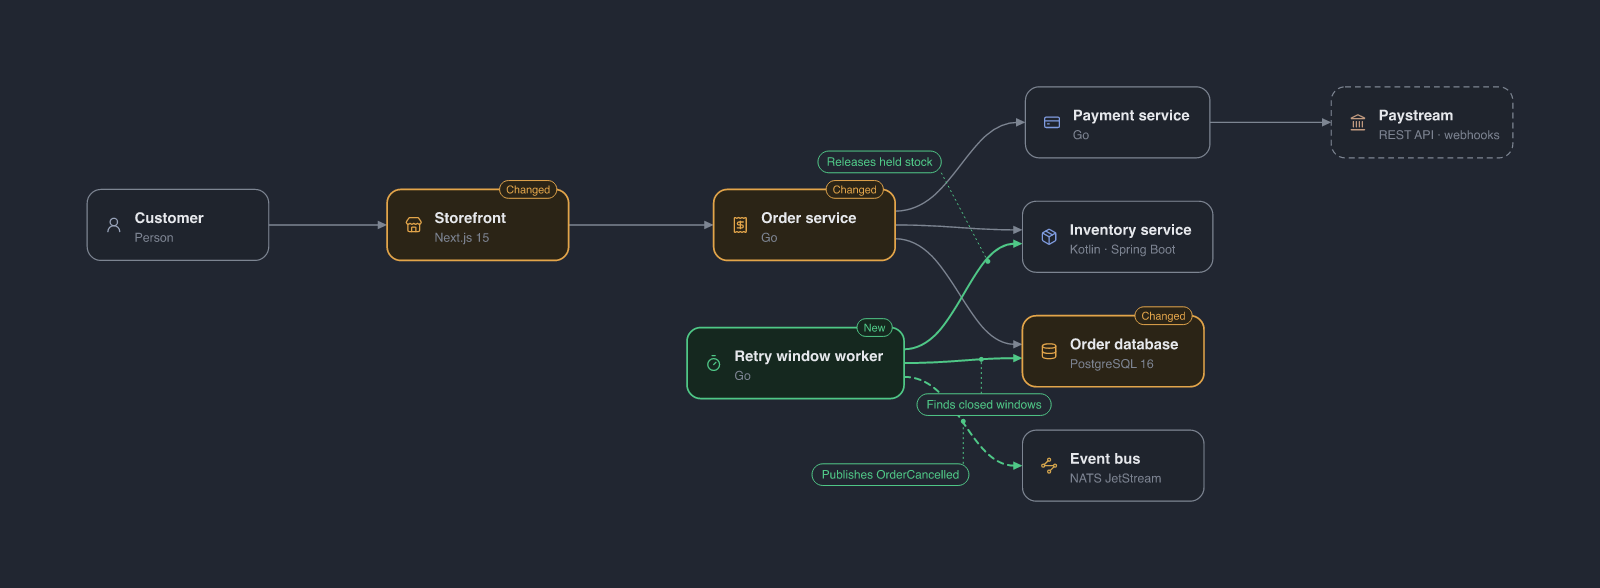 Customer
Person
Changed
Storefront
Next.js 15
Changed
Order service
Go
Releases held stock
Payment service
Go
Paystream
REST API · webhooks
Inventory service
Kotlin · Spring Boot
New
Retry window worker
Go
Changed
Order database
PostgreSQL 16
Finds closed windows
Publishes OrderCancelled
Event bus
NATS JetStream